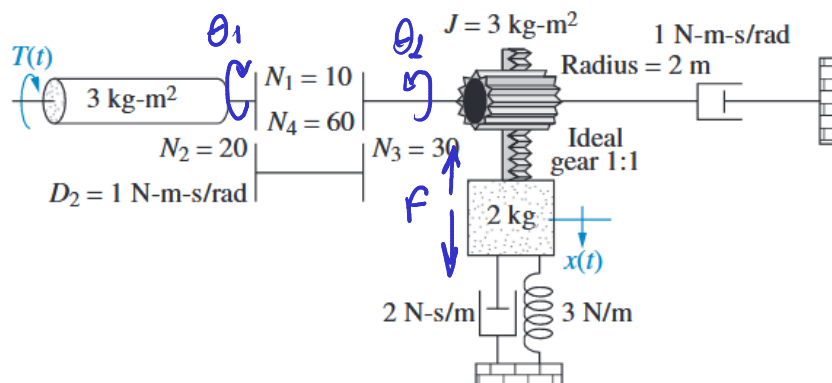 θ1
θ2
J = 3 kg-m²
1 N-m-s/rad
T(t)
N₁ = 10
Radius = 2 m
3 kg-m²
N₄ = 60
N₂ = 20
N₃ = 30
Ideal
gear 1:1
D₂ = 1 N-m-s/rad
F
2 kg
x(t)
2 N-s/m
3 N/m